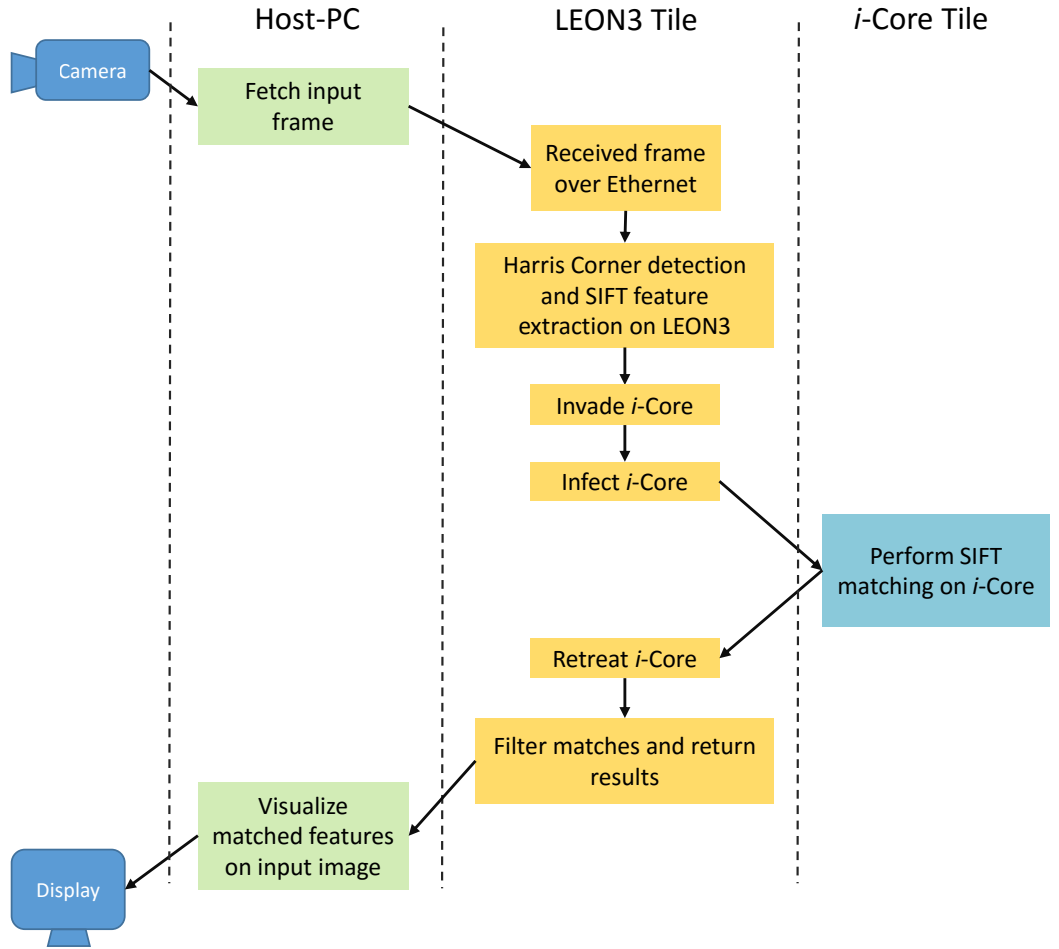 Host-PC
LEON3 Tile
i-Core Tile
Camera
Fetch input
frame
Received frame
over Ethernet
Harris Corner detection
and SIFT feature
extraction on LEON3
Invade i-Core
Infect i-Core
Perform SIFT
matching on i-Core
Retreat i-Core
Filter matches and return
results
Visualize
matched features
on input image
Display